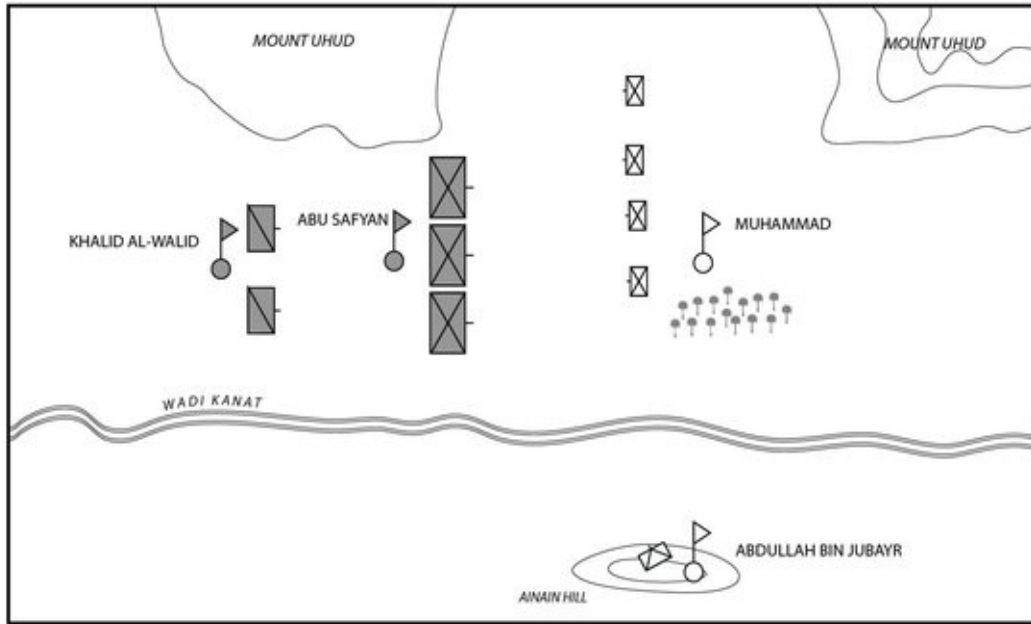 MOUNT UHUD
MOUNT UHUD
KHALID AL-WALID
ABU SAFYAN
MUHAMMAD
WADI KANAT
ABDULLAH BIN JUBAYR
AINAIN HILL